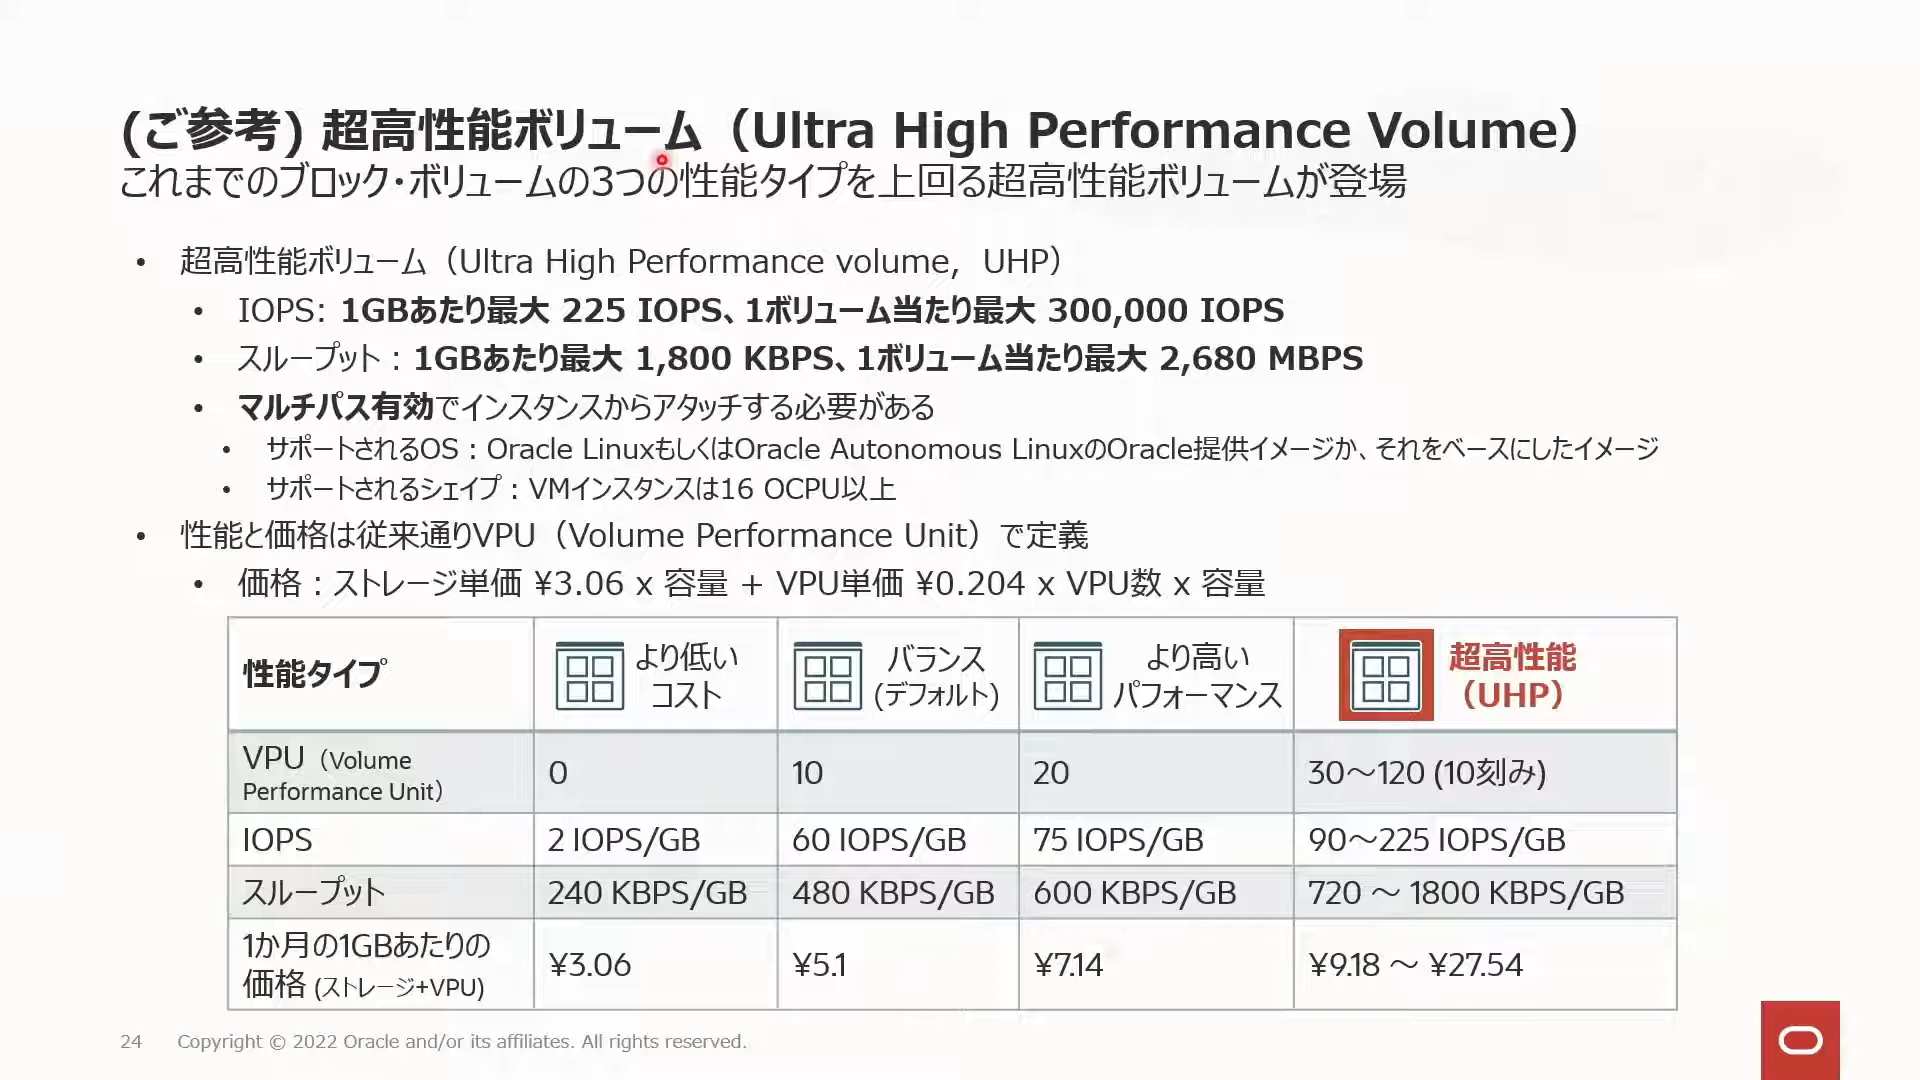 (ご参考) 超高性能ボリューム（Ultra High Performance Volume）
これまでのブロック・ボリュームの3つの性能タイプを上回る超高性能ボリュームが登場
• 超高性能ボリューム（Ultra High Performance volume, UHP）
• IOPS: 1GBあたり最大 225 IOPS、1ボリューム当たり最大 300,000 IOPS
• スループット：1GBあたり最大 1,800 KBPS、1ボリューム当たり最大 2,680 MBPS
• マルチパス有効でインスタンスからアタッチする必要がある
• サポートされるOS：Oracle LinuxもしくはOracle Autonomous LinuxのOracle提供イメージか、それをベースにしたイメージ
• サポートされるシェイプ：VMインスタンスは16 OCPU以上
• 性能と価格は従来通りVPU（Volume Performance Unit）で定義
• 価格：ストレージ単価 ¥3.06 x 容量 + VPU単価 ¥0.204 x VPU数 x 容量
性能タイプ
より低い
コスト
バランス
(デフォルト)
より高い
パフォーマンス
超高性能
（UHP）
VPU（Volume
Performance Unit）
0
10
20
30～120 (10刻み)
IOPS
2 IOPS/GB
60 IOPS/GB
75 IOPS/GB
90～225 IOPS/GB
スループット
240 KBPS/GB
480 KBPS/GB
600 KBPS/GB
720 ～ 1800 KBPS/GB
1か月の1GBあたりの
価格 (ストレージ+VPU)
¥3.06
¥5.1
¥7.14
¥9.18 ～ ¥27.54
24 Copyright © 2022 Oracle and/or its affiliates. All rights reserved.